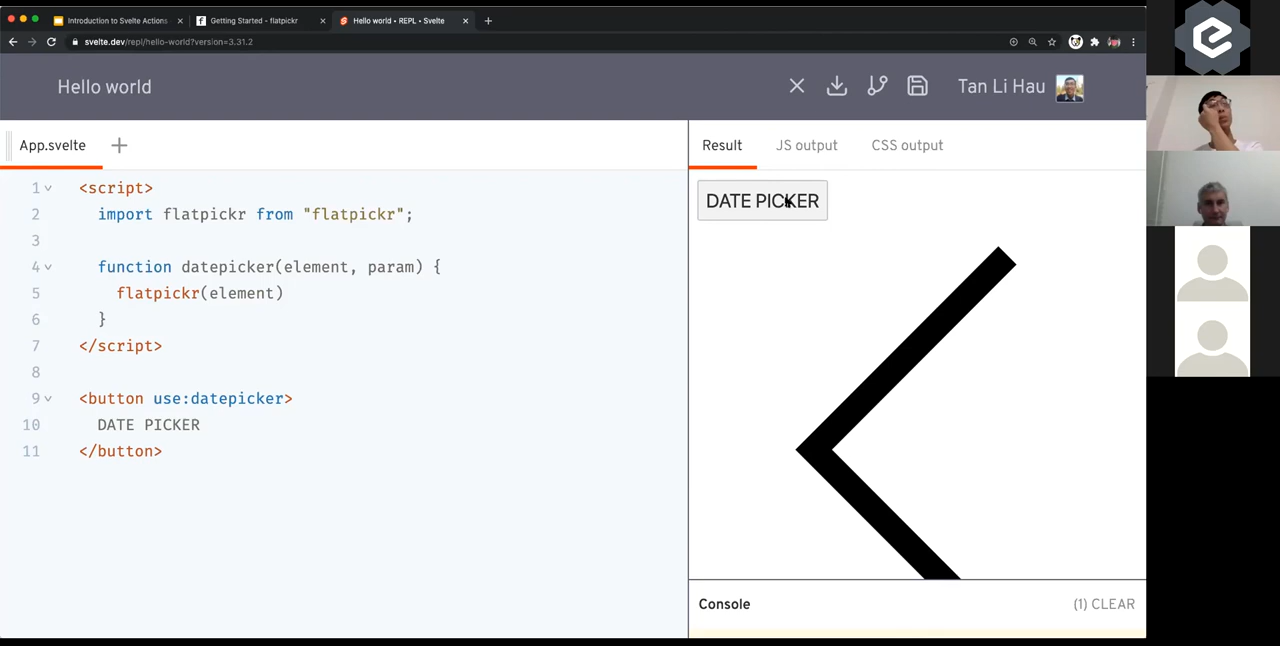 Introduction to Svelte Actions
Getting Started - flatpickr
Hello world • REPL • Svelte
svelte.dev/repl/hello-world?version=3.31.2
Hello world
Tan Li Hau
App.svelte
Result
JS output
CSS output
1 <script>
2 import flatpickr from "flatpickr";
3
4 function datepicker(element, param) {
5 flatpickr(element)
6 }
7 </script>
8
9 <button use:datepicker>
10 DATE PICKER
11 </button>
DATE PICKER
Console
(1) CLEAR